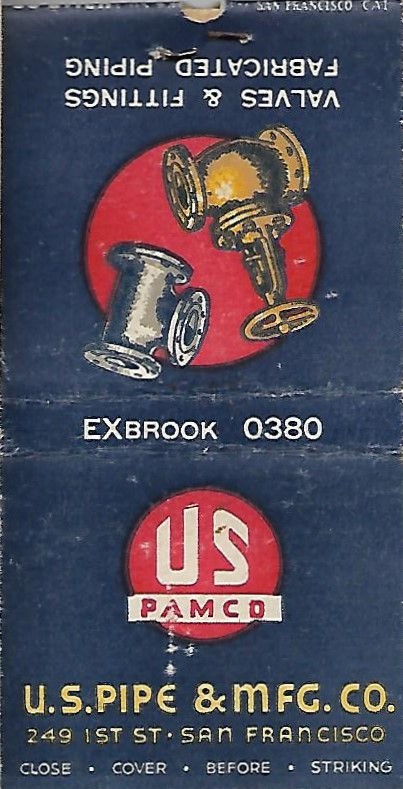 SAN FRANCISCO CAL
VALVES & FITTINGS
FABRICATED PIPING
EXBROOK 0380
US
PAMCO
U.S. PIPE & MFG. CO.
249 1ST ST · SAN FRANCISCO
CLOSE · COVER · BEFORE · STRIKING